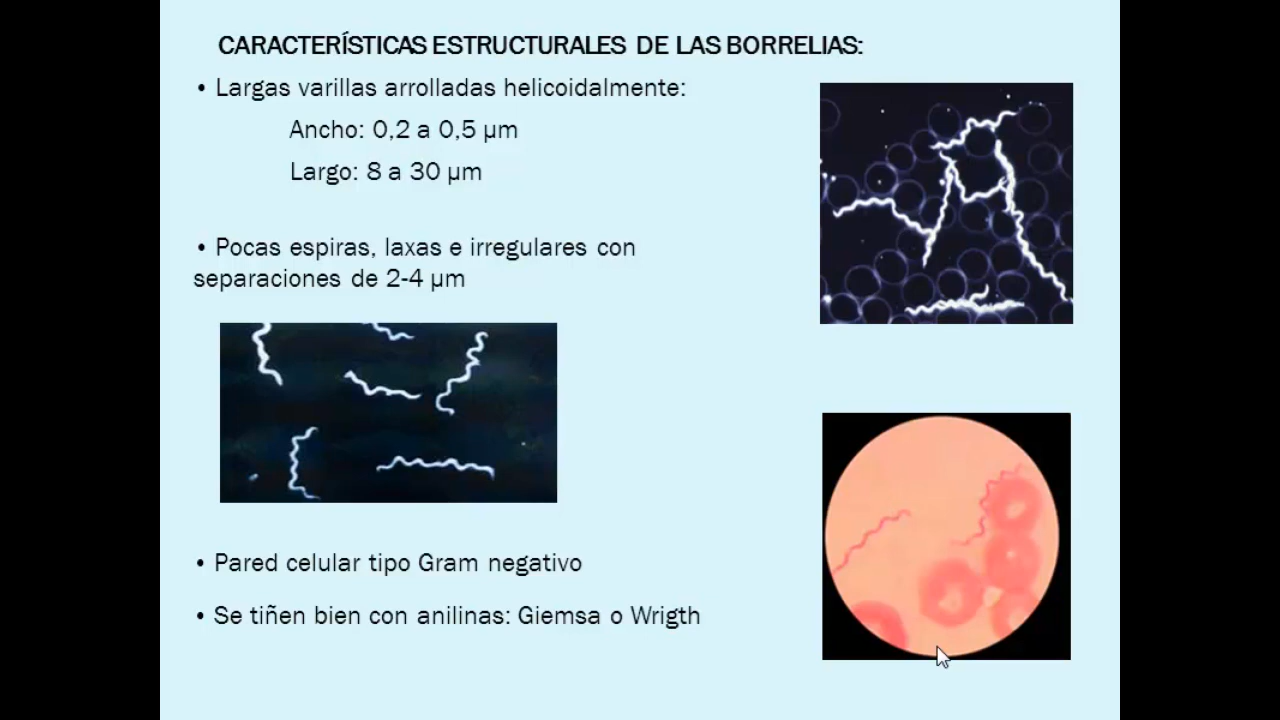 CARACTERÍSTICAS ESTRUCTURALES DE LAS BORRELIAS:
• Largas varillas arrolladas helicoidalmente:
Ancho: 0,2 a 0,5 µm
Largo: 8 a 30 µm
• Pocas espiras, laxas e irregulares con
separaciones de 2-4 µm
• Pared celular tipo Gram negativo
• Se tiñen bien con anilinas: Giemsa o Wrigth